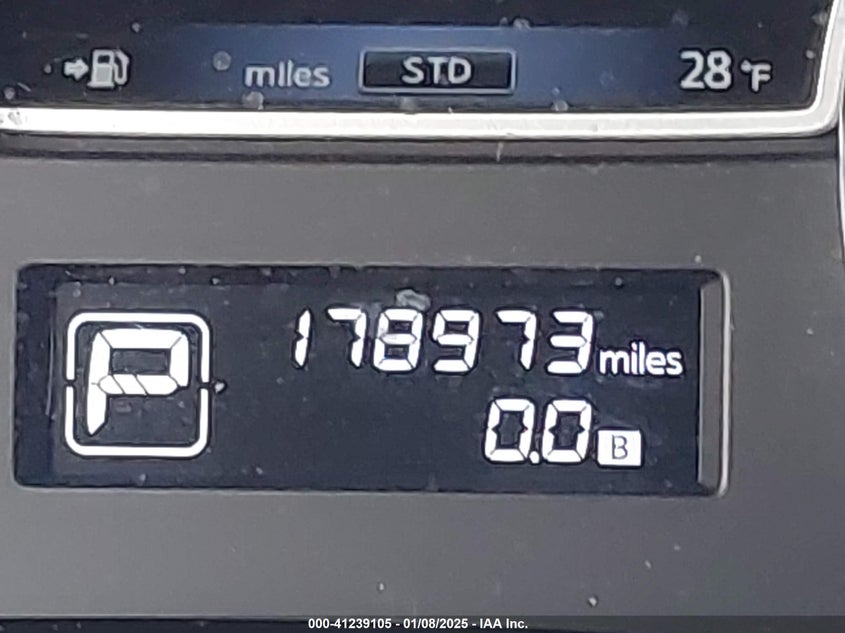 miles STD 28 °F
178973 miles
P
0.0 B
000-41239105 - 01/08/2025 - IAA Inc.